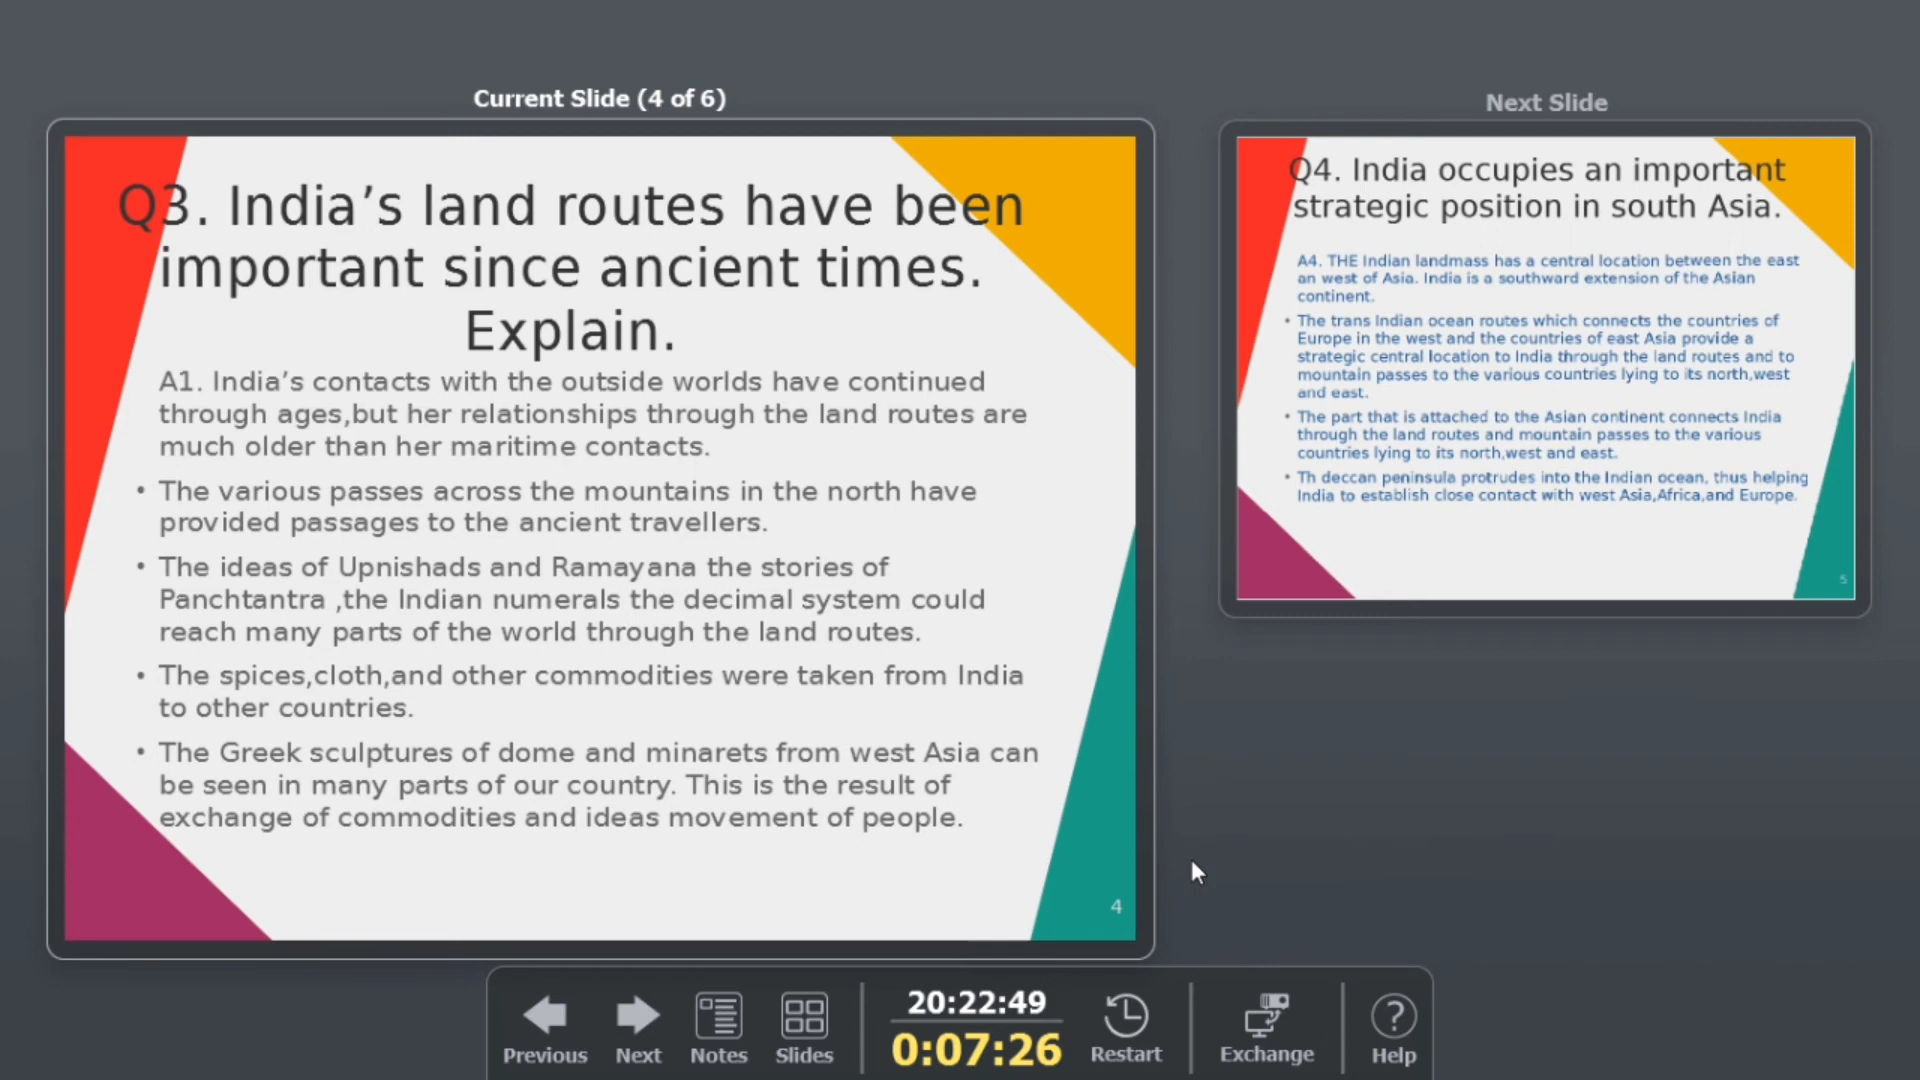 Current Slide (4 of 6)
Q3. India’s land routes have been
important since ancient times.
Explain.
A1. India’s contacts with the outside worlds have continued
through ages,but her relationships through the land routes are
much older than her maritime contacts.
• The various passes across the mountains in the north have
provided passages to the ancient travellers.
• The ideas of Upnishads and Ramayana the stories of
Panchtantra ,the Indian numerals the decimal system could
reach many parts of the world through the land routes.
• The spices,cloth,and other commodities were taken from India
to other countries.
• The Greek sculptures of dome and minarets from west Asia can
be seen in many parts of our country. This is the result of
exchange of commodities and ideas movement of people.
4
Next Slide
Q4. India occupies an important
strategic position in south Asia.
A4. THE Indian landmass has a central location between the east
an west of Asia. India is a southward extension of the Asian
continent.
• The trans Indian ocean routes which connects the countries of
Europe in the west and the countries of east Asia provide a
strategic central location to India through the land routes and to
mountain passes to the various countries lying to its north,west
and east.
• The part that is attached to the Asian continent connects India
through the land routes and mountain passes to the various
countries lying to its north,west and east.
• Th deccan peninsula protrudes into the Indian ocean, thus helping
India to establish close contact with west Asia,Africa,and Europe.
5
Previous
Next
Notes
Slides
20:22:49
0:07:26
Restart
Exchange
Help